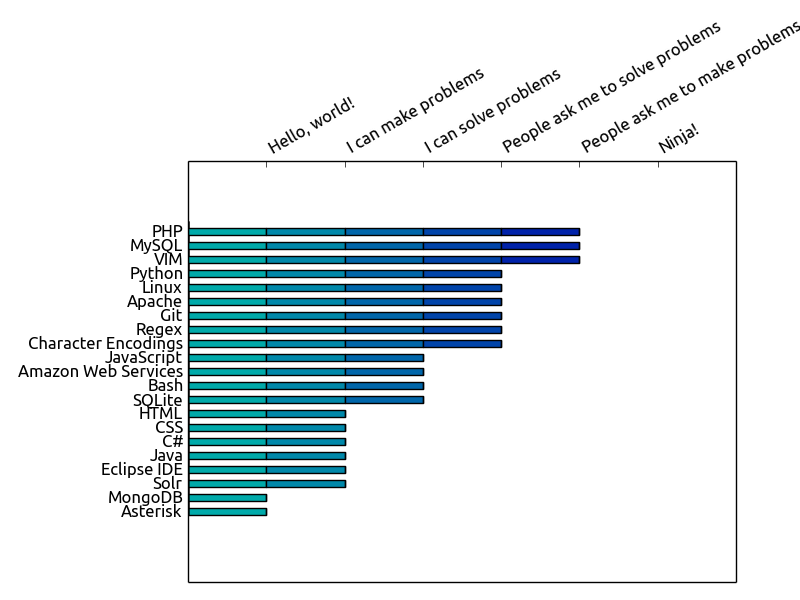 Hello, world!
I can make problems
I can solve problems
People ask me to solve problems
People ask me to make problems
Ninja!
PHP
MySQL
VIM
Python
Linux
Apache
Git
Regex
Character Encodings
JavaScript
Amazon Web Services
Bash
SQLite
HTML
CSS
C#
Java
Eclipse IDE
Solr
MongoDB
Asterisk